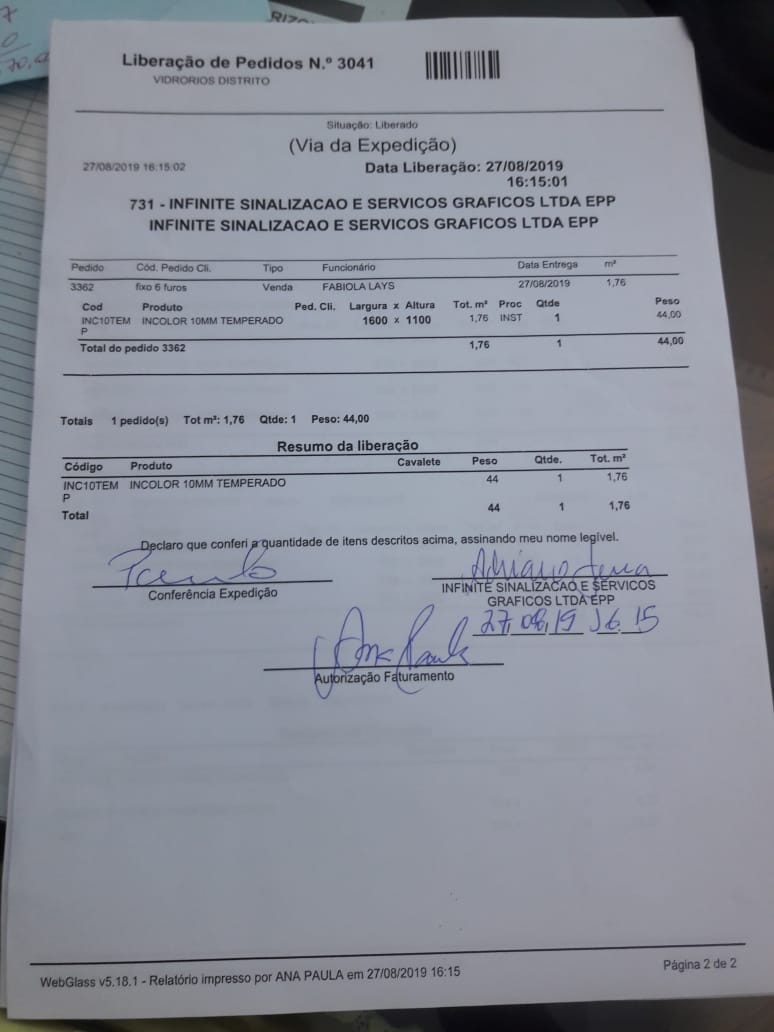 RIZO
7
0
Liberação de Pedidos N.º 3041
VIDRORIOS DISTRITO
Situação: Liberado
(Via da Expedição)
27/08/2019 16:15:02 Data Liberação: 27/08/2019
16:15:01
731 - INFINITE SINALIZACAO E SERVICOS GRAFICOS LTDA EPP
INFINITE SINALIZACAO E SERVICOS GRAFICOS LTDA EPP
Pedido Cód. Pedido Cli. Tipo Funcionário Data Entrega m²
3362 fixo 6 furos Venda FABIOLA LAYS 27/08/2019 1,76
Cod Produto Ped. Cli. Largura x Altura Tot. m² Proc Qtde Peso
INC10TEM INCOLOR 10MM TEMPERADO 1600 x 1100 1,76 INST 1 44,00
P
Total do pedido 3362 1,76 1 44,00
Totais 1 pedido(s) Tot m²: 1,76 Qtde: 1 Peso: 44,00
Resumo da liberação
Código Produto Cavalete Peso Qtde. Tot. m²
INC10TEM INCOLOR 10MM TEMPERADO 44 1 1,76
P
Total 44 1 1,76
Declaro que conferi a quantidade de itens descritos acima, assinando meu nome legível.
Adriano
Conferência Expedição INFINITE SINALIZACAO E SERVICOS
GRAFICOS LTDA EPP
27,08,19 16:15
Ana Paula
Autorização Faturamento
WebGlass v5.18.1 - Relatório impresso por ANA PAULA em 27/08/2019 16:15 Página 2 de 2